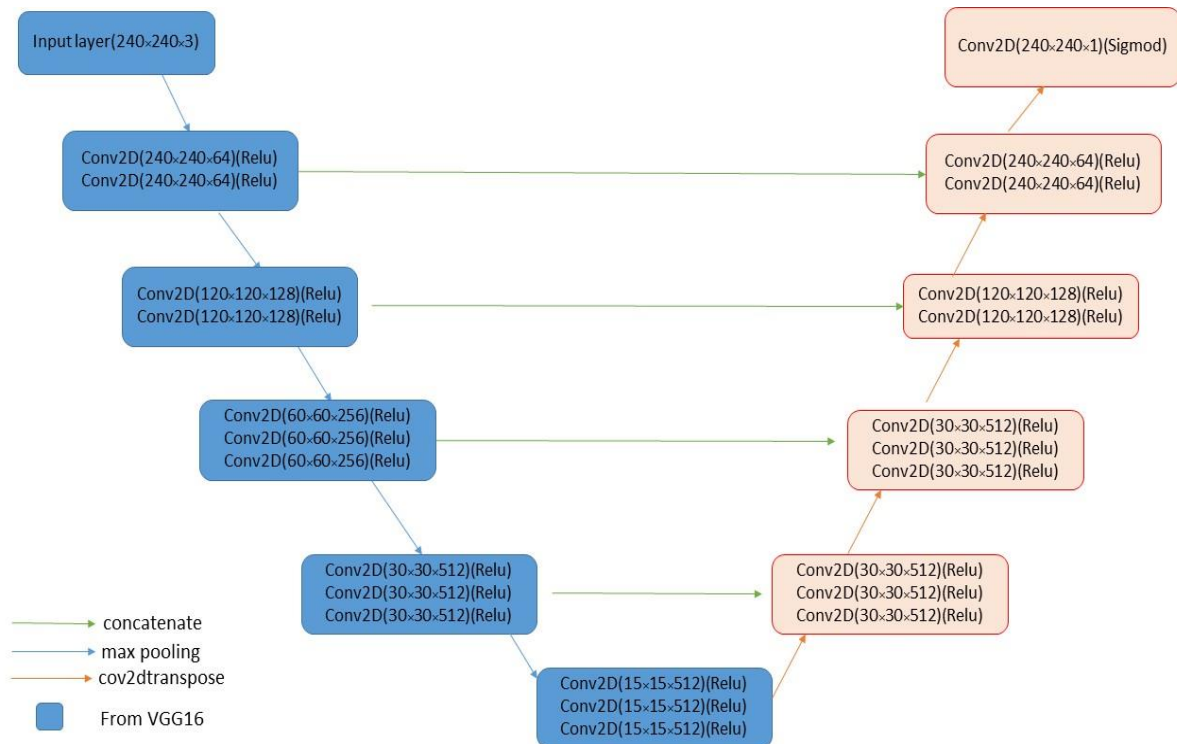 Input layer(240×240×3)
Conv2D(240×240×1)(Sigmod)
Conv2D(240×240×64)(Relu)
Conv2D(240×240×64)(Relu)
Conv2D(240×240×64)(Relu)
Conv2D(240×240×64)(Relu)
Conv2D(120×120×128)(Relu)
Conv2D(120×120×128)(Relu)
Conv2D(120×120×128)(Relu)
Conv2D(120×120×128)(Relu)
Conv2D(60×60×256)(Relu)
Conv2D(60×60×256)(Relu)
Conv2D(60×60×256)(Relu)
Conv2D(30×30×512)(Relu)
Conv2D(30×30×512)(Relu)
Conv2D(30×30×512)(Relu)
Conv2D(30×30×512)(Relu)
Conv2D(30×30×512)(Relu)
Conv2D(30×30×512)(Relu)
Conv2D(30×30×512)(Relu)
Conv2D(30×30×512)(Relu)
Conv2D(30×30×512)(Relu)
Conv2D(15×15×512)(Relu)
Conv2D(15×15×512)(Relu)
Conv2D(15×15×512)(Relu)
concatenate
max pooling
cov2dtranspose
From VGG16